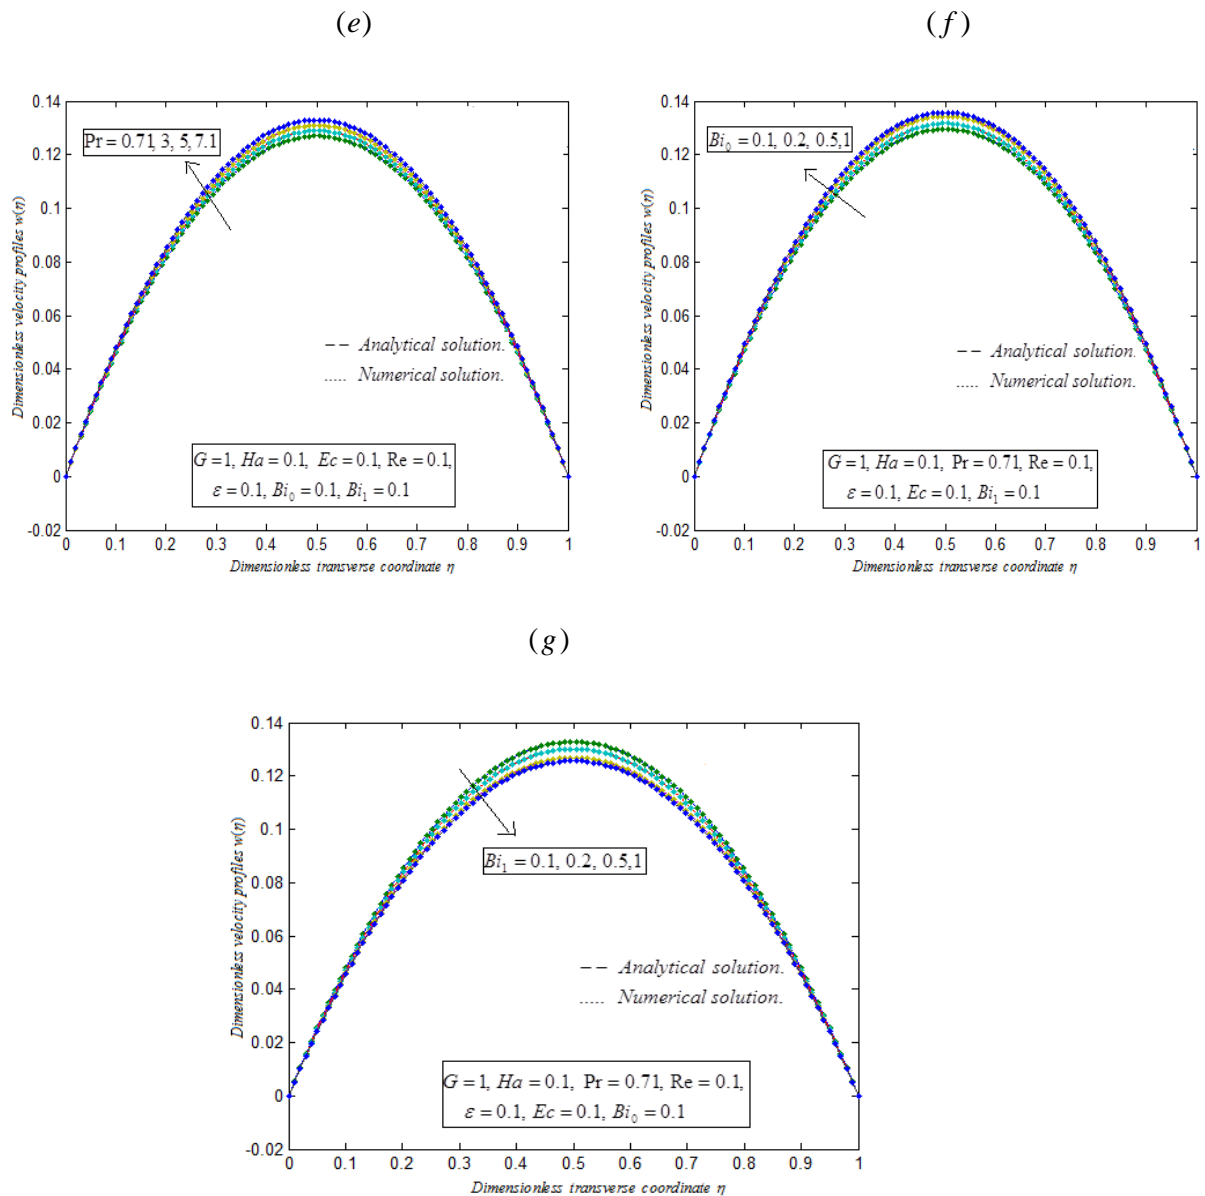 (e)
(f)
0.14
0.12
0.1
0.08
0.06
0.04
0.02
0
-0.02
Dimensionless velocity profiles w(η)
Pr = 0.71, 3, 5, 7.1
-- Analytical solution.
..... Numerical solution.
G = 1, Ha = 0.1, Ec = 0.1, Re = 0.1,
ε = 0.1, Bi₀ = 0.1, Bi₁ = 0.1
0 0.1 0.2 0.3 0.4 0.5 0.6 0.7 0.8 0.9 1
Dimensionless transverse coordinate η
0.14
0.12
0.1
0.08
0.06
0.04
0.02
0
-0.02
Dimensionless velocity profiles w(η)
Bi₀ = 0.1, 0.2, 0.5,1
-- Analytical solution.
..... Numerical solution.
G = 1, Ha = 0.1, Pr = 0.71, Re = 0.1,
ε = 0.1, Ec = 0.1, Bi₁ = 0.1
0 0.1 0.2 0.3 0.4 0.5 0.6 0.7 0.8 0.9 1
Dimensionless transverse coordinate η
(g)
0.14
0.12
0.1
0.08
0.06
0.04
0.02
0
-0.02
Dimensionless velocity profiles w(η)
Bi₁ = 0.1, 0.2, 0.5,1
-- Analytical solution.
..... Numerical solution.
G = 1, Ha = 0.1, Pr = 0.71, Re = 0.1,
ε = 0.1, Ec = 0.1, Bi₀ = 0.1
0 0.1 0.2 0.3 0.4 0.5 0.6 0.7 0.8 0.9 1
Dimensionless transverse coordinate η